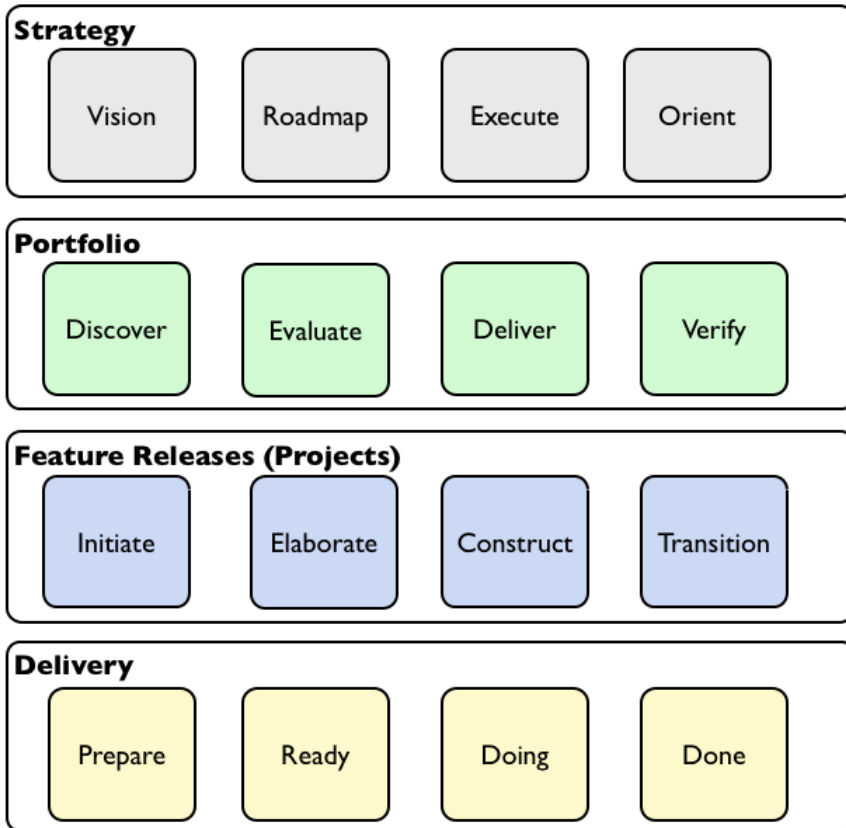 Strategy
Vision Roadmap Execute Orient
Portfolio
Discover Evaluate Deliver Verify
Feature Releases (Projects)
Initiate Elaborate Construct Transition
Delivery
Prepare Ready Doing Done